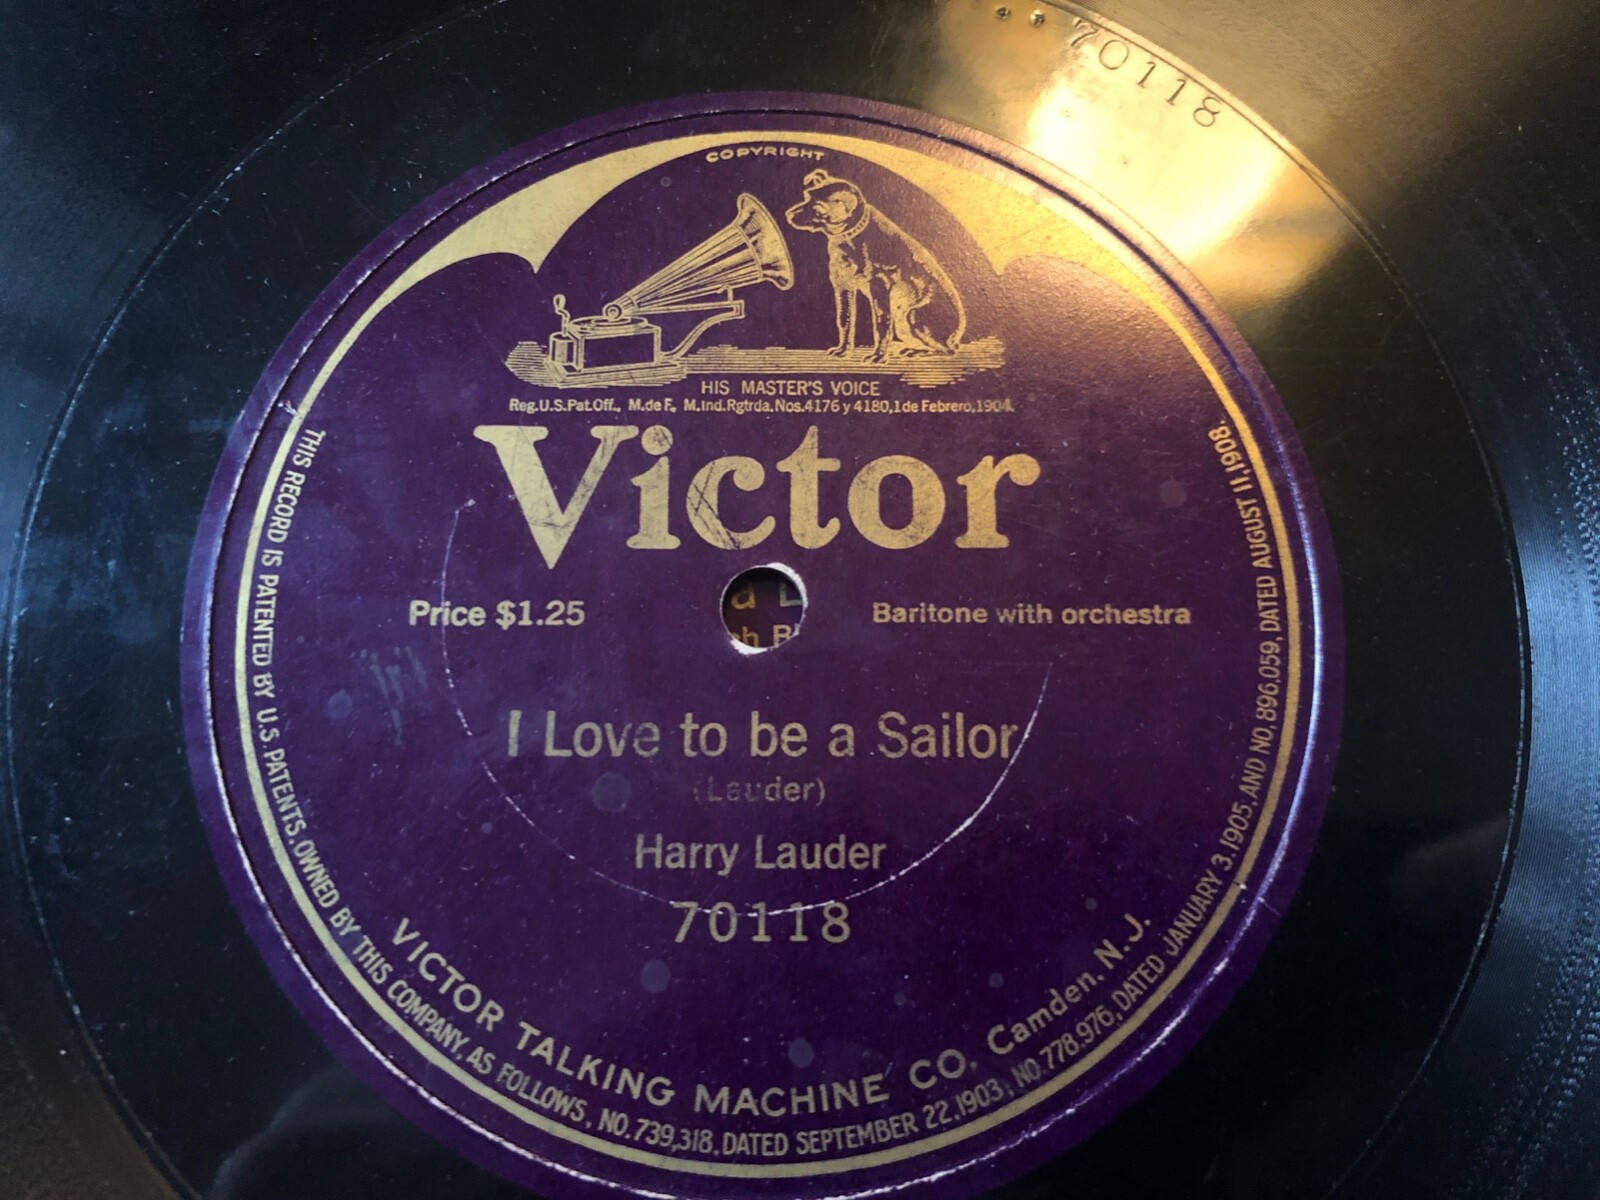 70118
COPYRIGHT
HIS MASTER'S VOICE
Reg.U.S.Pat.Off., M.de F., M.Ind.Rgtrda.Nos.4176 y 4180,1de Febrero,1904.
Victor
Price $1.25
Baritone with orchestra
I Love to be a Sailor
(Lauder)
Harry Lauder
70118
VICTOR TALKING MACHINE CO. Camden. N.J.
THIS RECORD IS PATENTED BY U.S. PATENTS, OWNED BY THIS COMPANY, AS FOLLOWS, NO. 739,318, DATED SEPTEMBER 22.1903; NO. 778,976, DATED JANUARY 3.1905, AND NO. 896,059, DATED AUGUST 11,1908.